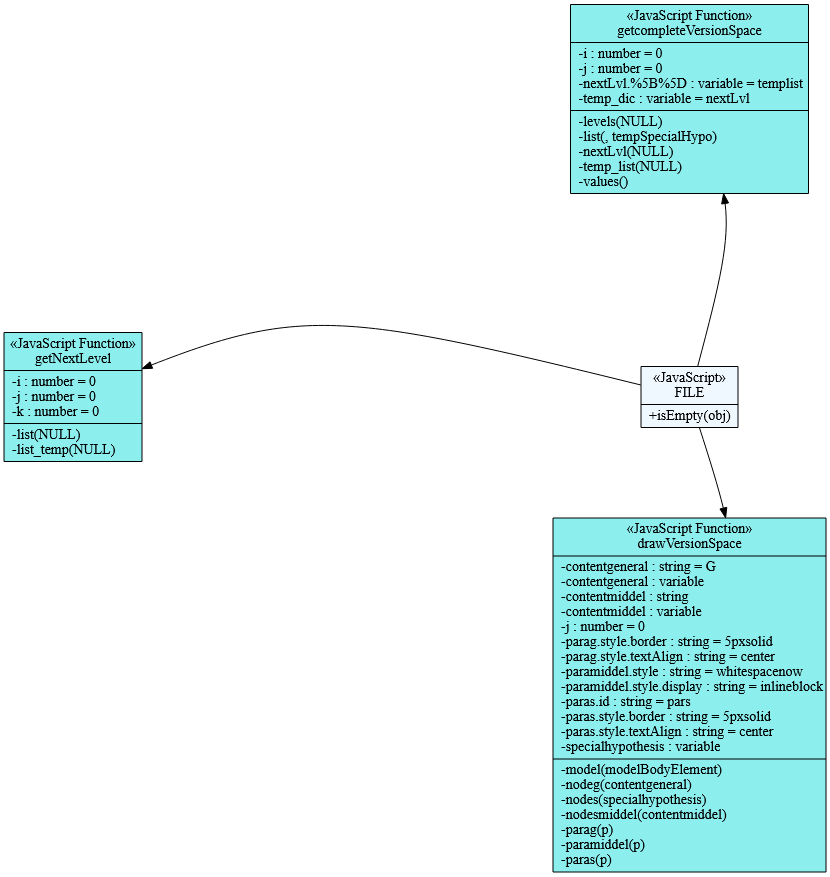 «JavaScript Function»
getcompleteVersionSpace
-i : number = 0
-j : number = 0
-nextLvl.%5B%5D : variable = templist
-temp_dic : variable = nextLvl
-levels(NULL)
-list(, tempSpecialHypo)
-nextLvl(NULL)
-temp_list(NULL)
-values()
«JavaScript Function»
getNextLevel
-i : number = 0
-j : number = 0
-k : number = 0
-list(NULL)
-list_temp(NULL)
«JavaScript»
FILE
+isEmpty(obj)
«JavaScript Function»
drawVersionSpace
-contentgeneral : string = G
-contentgeneral : variable
-contentmiddel : string
-contentmiddel : variable
-j : number = 0
-parag.style.border : string = 5pxsolid
-parag.style.textAlign : string = center
-paramiddel.style : string = whitespacenow
-paramiddel.style.display : string = inlineblock
-paras.id : string = pars
-paras.style.border : string = 5pxsolid
-paras.style.textAlign : string = center
-specialhypothesis : variable
-model(modelBodyElement)
-nodeg(contentgeneral)
-nodes(specialhypothesis)
-nodesmiddel(contentmiddel)
-parag(p)
-paramiddel(p)
-paras(p)